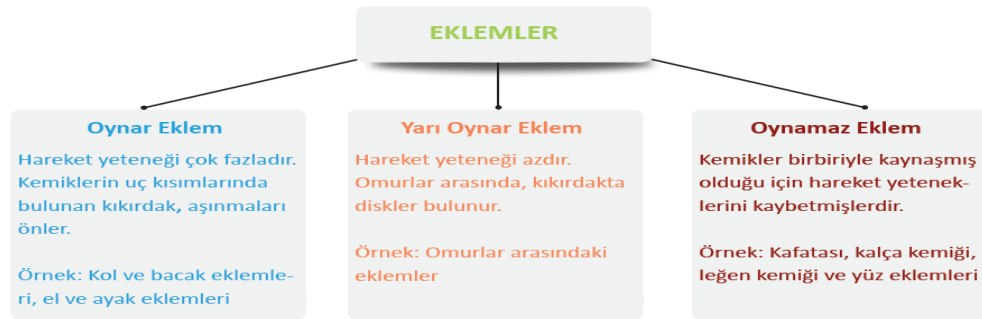 EKLEMLER
Oynar Eklem
Hareket yeteneği çok fazladır.
Kemiklerin uç kısımlarında
bulunan kıkırdak, aşınmaları
önler.
Örnek: Kol ve bacak eklemle-
ri, el ve ayak eklemleri
Yarı Oynar Eklem
Hareket yeteneği azdır.
Omurlar arasında, kıkırdakta
diskler bulunur.
Örnek: Omurlar arasındaki
eklemler
Oynamaz Eklem
Kemikler birbiriyle kaynaşmış
olduğu için hareket yetenek-
lerini kaybetmişlerdir.
Örnek: Kafatası, kalça kemiği,
leğen kemiği ve yüz eklemleri